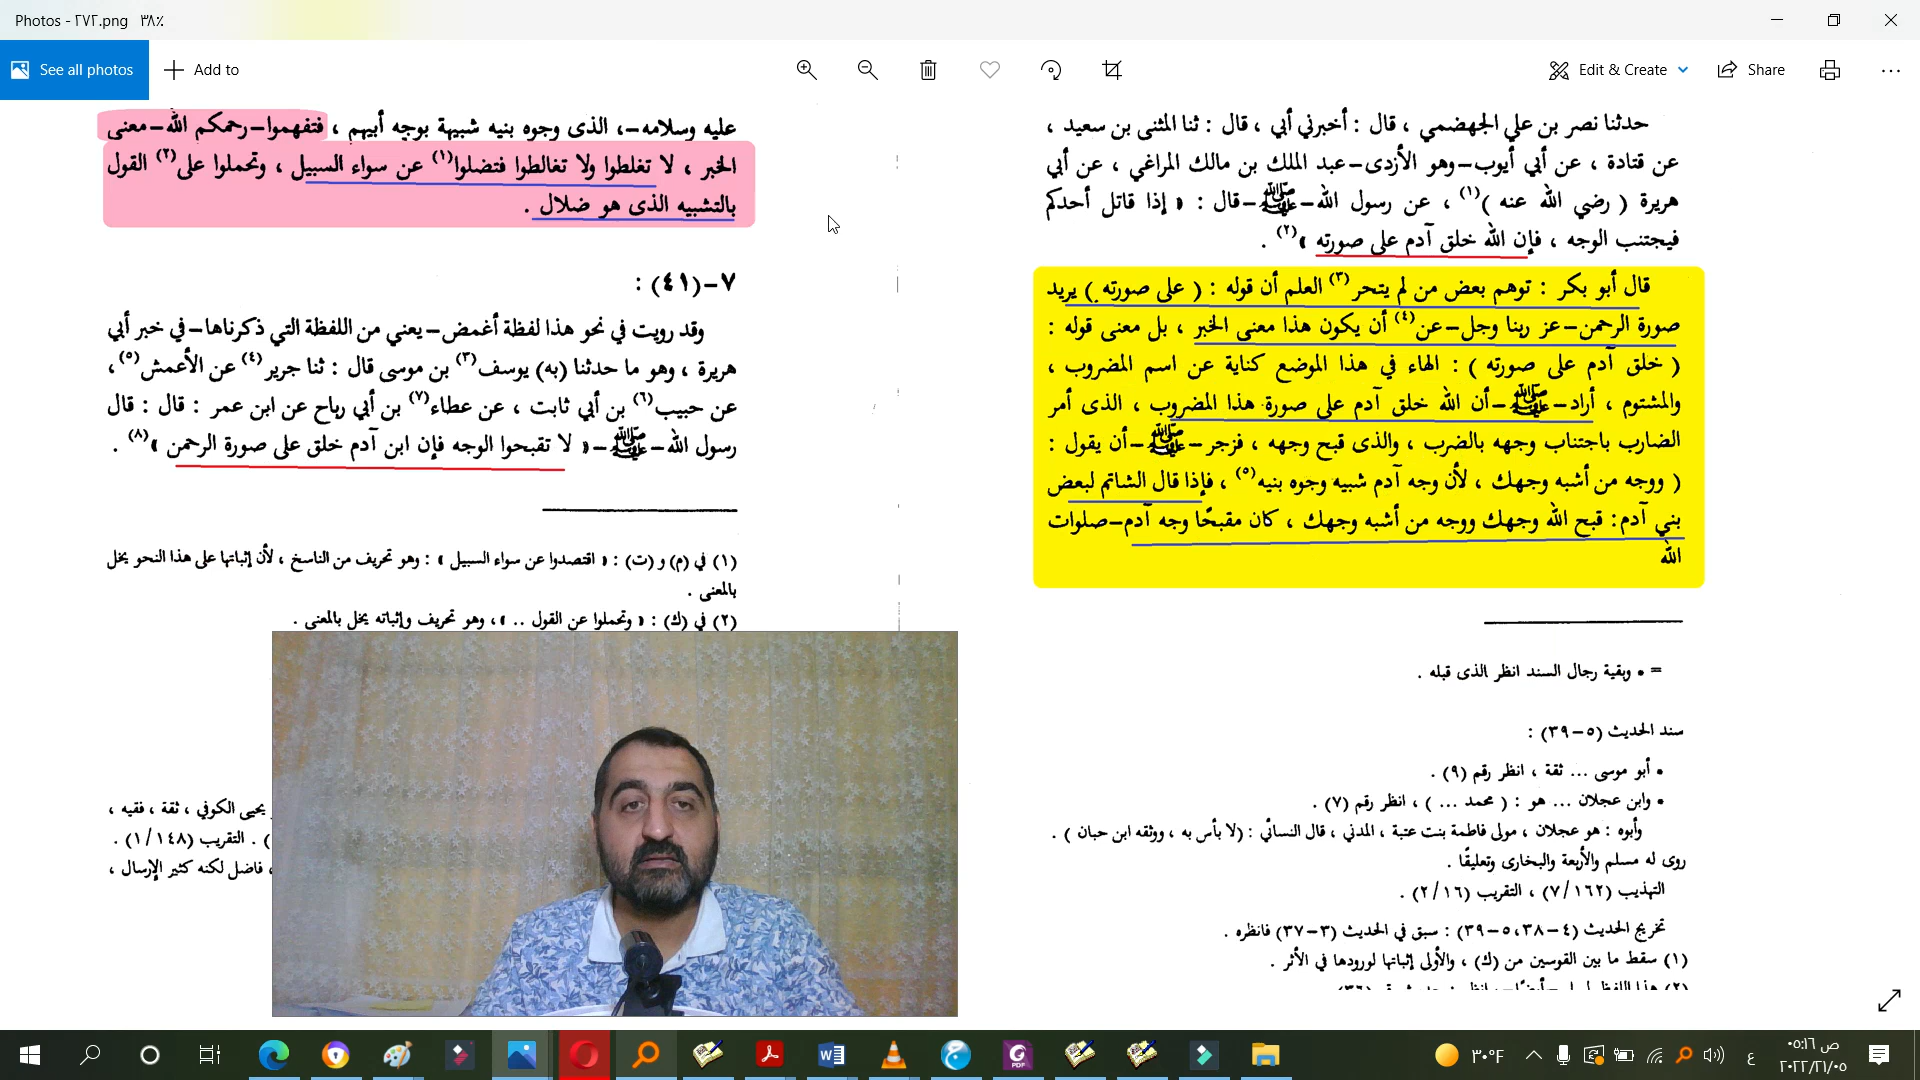 Photos - ٢٧٢.png ٣٨٪
See all photos
Add to
Edit & Create
Share
حدثنا نصر بن علي الجهضمي ، قال : أخبرني أبي ، قال : ثنا المثنى بن سعيد ،
عن قتادة ، عن أبي أيوب–وهو الأزدى–عبد الملك بن مالك المراغي ، عن أبي
هريرة ( رضي الله عنه )(١) ، عن رسول الله–ﷺ–قال : « إذا قاتل أحدكم
فيجتنب الوجه ، فإن الله خلق آدم على صورته »(٢) .
قال أبو بكر : توهم بعض من لم يتحر(٣) العلم أن قوله : ( على صورته ) يريد
صورة الرحمن–عز ربنا وجل–عن(٤) أن يكون هذا معنى الخبر ، بل معنى قوله :
( خلق آدم على صورته ) : الهاء في هذا الموضع كناية عن اسم المضروب ،
والمشتوم ، أراد–ﷺ–أن الله خلق آدم على صورة هذا المضروب ، الذى أمر
الضارب باجتناب وجهه بالضرب ، والذى قبح وجهه ، فزجر–ﷺ–أن يقول :
( ووجه من أشبه وجهك ، لأن وجه آدم شبيه وجوه بنيه(٥) ، فإذا قال الشاتم لبعض
بني آدم: قبح الله وجهك ووجه من أشبه وجهك ، كان مقبحًا وجه آدم–صلوات
الله
= • وبقية رجال السند انظر الذى قبله .
سند الحديث (٥–٣٩) :
• أبو موسى ... ثقة ، انظر رقم (٩) .
• وابن عجلان ... هو : ( محمد ... ) ، انظر رقم (٧) .
وأبوه : هو عجلان ، مولى فاطمة بنت عتبة ، المدني ، قال النسائي : (لا بأس به ، ووثقه ابن حبان ) .
روى له مسلم والأربعة والبخارى وتعليقًا .
التهذيب (٧/١٦٢) ، التقريب (٢/١٦) .
تخريج الحديث (٤–٣٨، ٥–٣٩) : سبق في الحديث (٣–٣٧) فانظره .
(١) سقط ما بين القوسين من (ك) ، والأولى إثباتها لورودها في الأثر .
عليه وسلامه–، الذى وجوه بنيه شبيهة بوجه أبيهم ، فتفهموا–رحمكم الله–معنى
الخبر ، لا تغلطوا ولا تغالطوا فتضلوا(١) عن سواء السبيل ، وتحملوا على(٢) القول
بالتشبيه الذى هو ضلال .
٧–(٤١) :
وقد رويت في نحو هذا لفظة أغمض–يعني من اللفظة التي ذكرناها–في خبر أبي
هريرة ، وهو ما حدثنا (به) يوسف(٣) بن موسى قال : ثنا جرير(٤) عن الأعمش(٥) ،
عن حبيب(٦) بن أبي ثابت ، عن عطاء(٧) بن أبي رباح عن ابن عمر : قال : قال
رسول الله–ﷺ–« لا تقبحوا الوجه فإن ابن آدم خلق على صورة الرحمن »(٨) .
(١) في (م) و (ت) : « اقتصدوا عن سواء السبيل » : وهو تحريف من الناسخ ، لأن إثباتها على هذا النحو يخل
بالمعنى .
(٢) في (ك) : « وتحملوا عن القول .. »، وهو تحريف وإثباته يخل بالمعنى .
يحيى الكوفي ، ثقة ، فقيه ،
) . التقريب (١/١٤٨) .
، فاضل لكنه كثير الإرسال ،
٣٠°F
ع
٠٥:١٦ ص
٢٠٢٢/٢١/٠٥